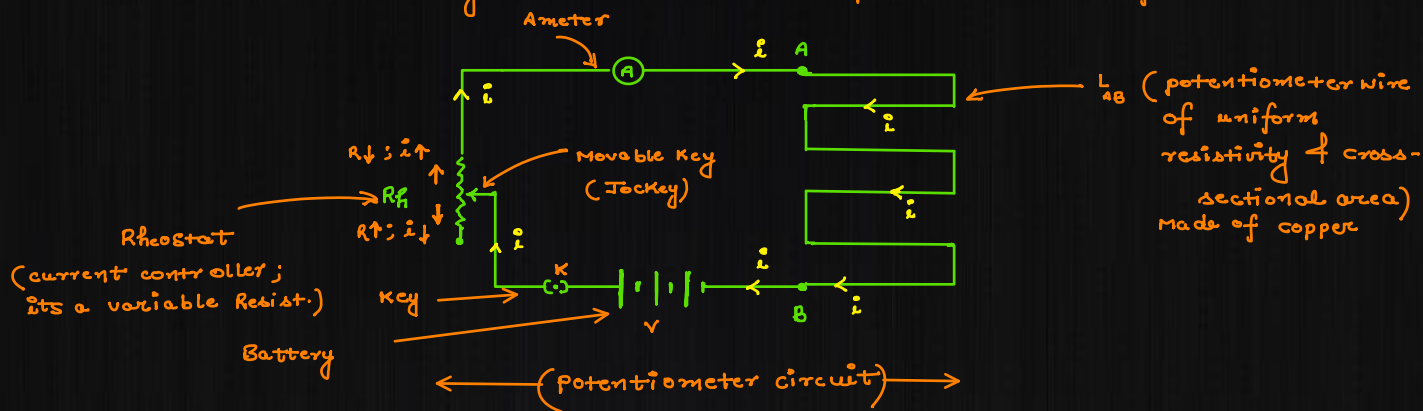 Ameter
A
i
A
i
i
L AB (potentiometer wire
of uniform
resistivity & cross-
sectional area)
made of copper
R↓; i↑
Movable Key
(Jockey)
Rh
i
R↑; i↓
i
Rheostat
(current controller;
its a variable Resist.)
K
Key
i
i
B
V
Battery
(potentiometer circuit)